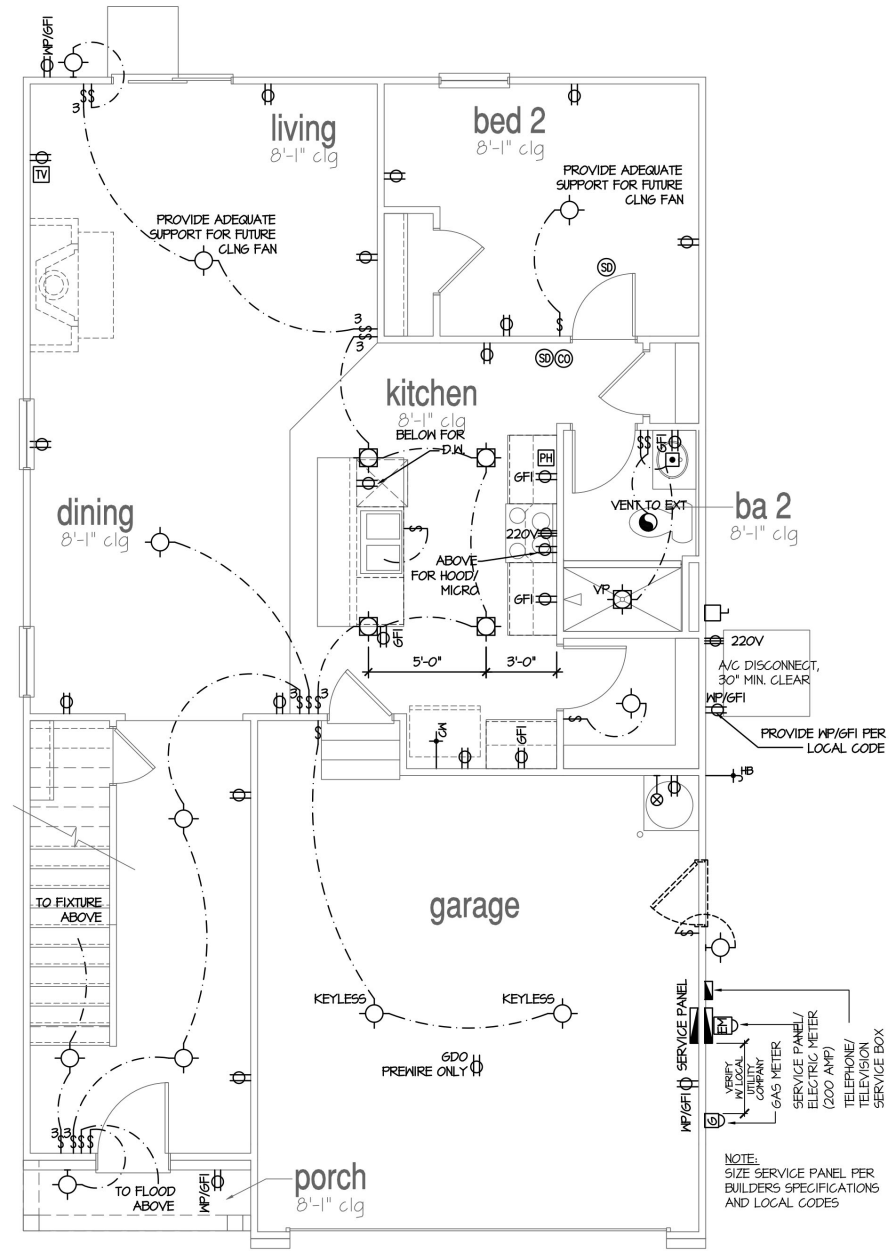 WP/GFI
3
$$
living
8'-1" clg
bed 2
8'-1" clg
TV
PROVIDE ADEQUATE
SUPPORT FOR FUTURE
CLNG FAN
PROVIDE ADEQUATE
SUPPORT FOR FUTURE
CLNG FAN
SD
3
$$
3
$
SD CO
kitchen
8'-1" clg
BELOW FOR
D.W.
PH
GFI
$$
GFI
VENT TO EXT
ba 2
8'-1" clg
dining
8'-1" clg
$
220V
ABOVE
FOR HOOD/
MICRO
GFI
VP
GFI
5'-0"
3'-0"
220V
A/C DISCONNECT,
30" MIN. CLEAR
WP/GFI
PROVIDE WP/GFI PER
LOCAL CODE
3 $$$$ 3
$
CW
GFI
$
HB
garage
TO FIXTURE
ABOVE
$
KEYLESS
KEYLESS
GDO
PREWIRE ONLY
SERVICE PANEL
WP/GFI
EM
G
VERIFY
W/ LOCAL
UTILITY
COMPANY
GAS METER
SERVICE PANEL/
ELECTRIC METER
(200 AMP)
TELEPHONE/
TELEVISION
SERVICE BOX
3 3
$$$$
TO FLOOD
ABOVE
WP/GFI
porch
8'-1" clg
NOTE:
SIZE SERVICE PANEL PER
BUILDERS SPECIFICATIONS
AND LOCAL CODES